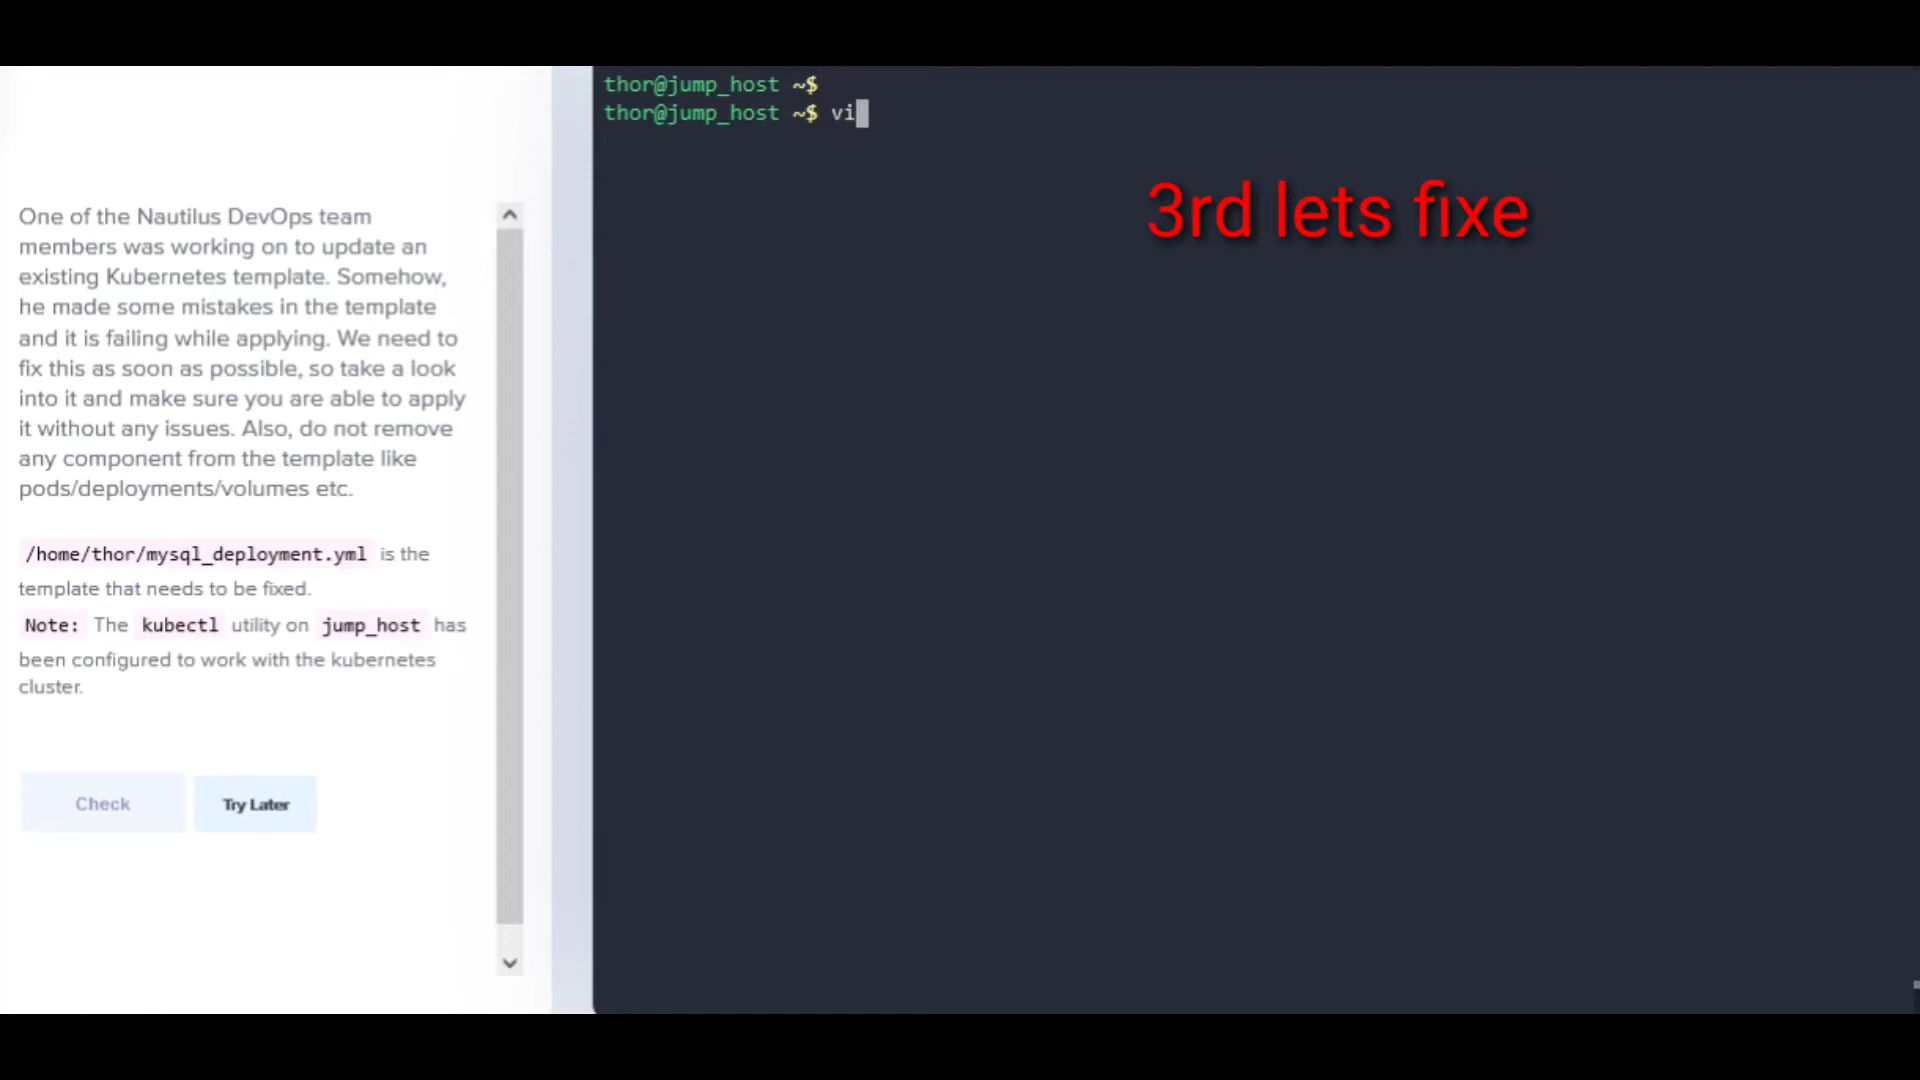 One of the Nautilus DevOps team
members was working on to update an
existing Kubernetes template. Somehow,
he made some mistakes in the template
and it is failing while applying. We need to
fix this as soon as possible, so take a look
into it and make sure you are able to apply
it without any issues. Also, do not remove
any component from the template like
pods/deployments/volumes etc.
/home/thor/mysql_deployment.yml is the
template that needs to be fixed.
Note: The kubectl utility on jump_host has
been configured to work with the kubernetes
cluster.
Check Try Later
thor@jump_host ~$
thor@jump_host ~$ vi
3rd lets fixe